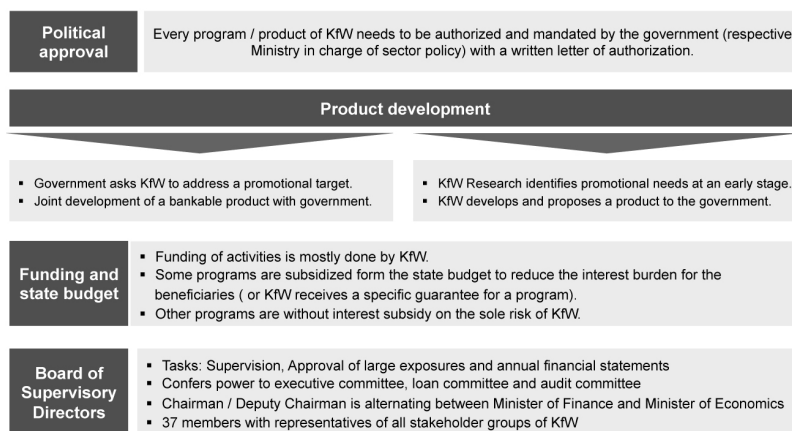 Political
approval
Every program / product of KfW needs to be authorized and mandated by the government (respective
Ministry in charge of sector policy) with a written letter of authorization.
Product development
▪ Government asks KfW to address a promotional target.
▪ Joint development of a bankable product with government.
▪ KfW Research identifies promotional needs at an early stage.
▪ KfW develops and proposes a product to the government.
Funding and
state budget
▪ Funding of activities is mostly done by KfW.
▪ Some programs are subsidized form the state budget to reduce the interest burden for the
beneficiaries ( or KfW receives a specific guarantee for a program).
▪ Other programs are without interest subsidy on the sole risk of KfW.
Board of
Supervisory
Directors
▪ Tasks: Supervision, Approval of large exposures and annual financial statements
▪ Confers power to executive committee, loan committee and audit committee
▪ Chairman / Deputy Chairman is alternating between Minister of Finance and Minister of Economics
▪ 37 members with representatives of all stakeholder groups of KfW